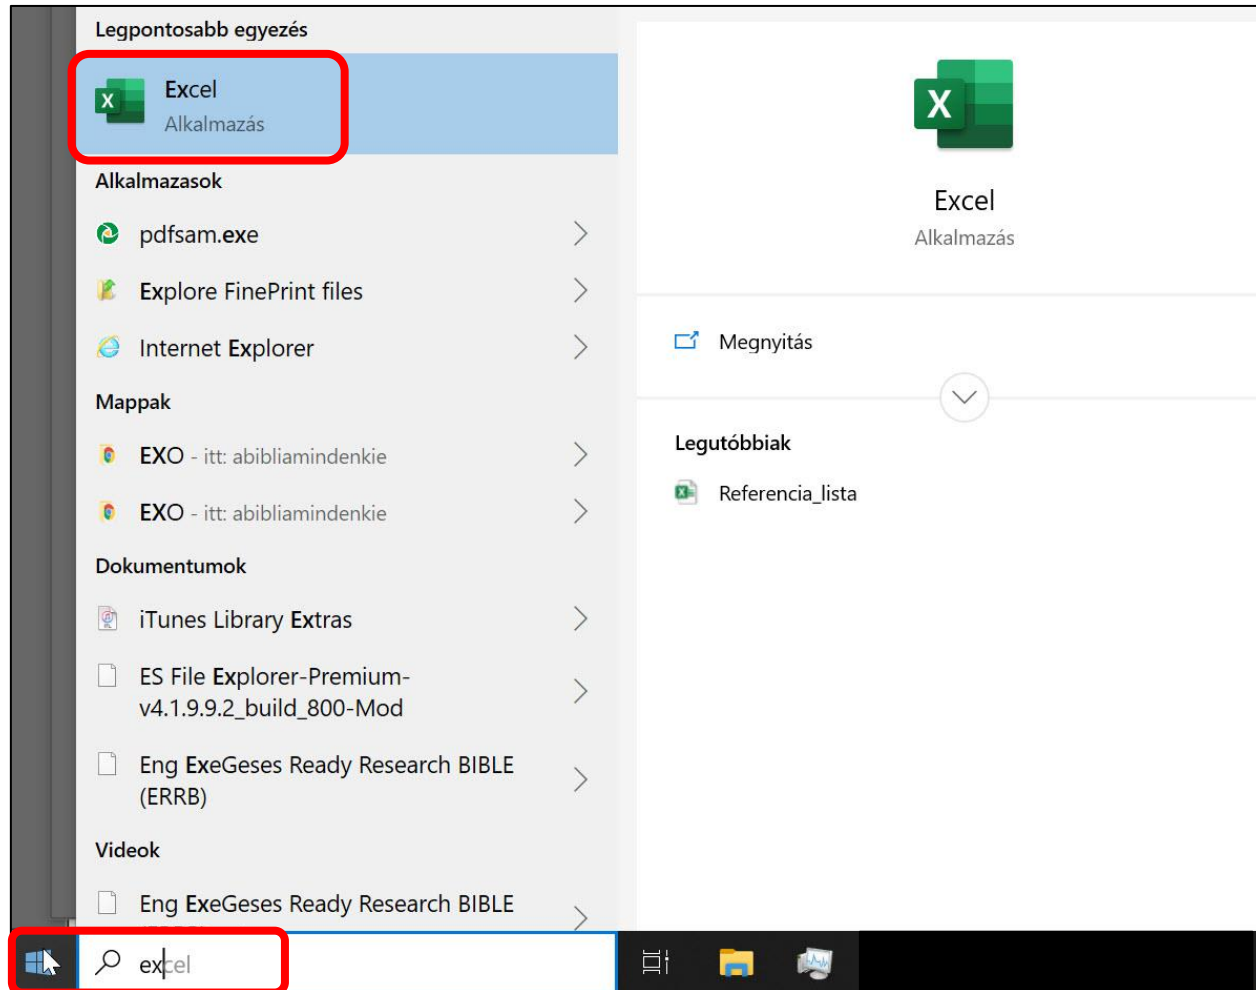 Legpontosabb egyezés
Excel
Alkalmazás
Alkalmazasok
pdfsam.exe
Explore FinePrint files
Internet Explorer
Mappak
EXO - itt: abibliamindenkie
EXO - itt: abibliamindenkie
Dokumentumok
iTunes Library Extras
ES File Explorer-Premium-
v4.1.9.9.2_build_800-Mod
Eng ExeGeses Ready Research BIBLE
(ERRB)
Videok
Eng ExeGeses Ready Research BIBLE
excel
Excel
Alkalmazás
Megnyitás
Legutóbbiak
Referencia_lista